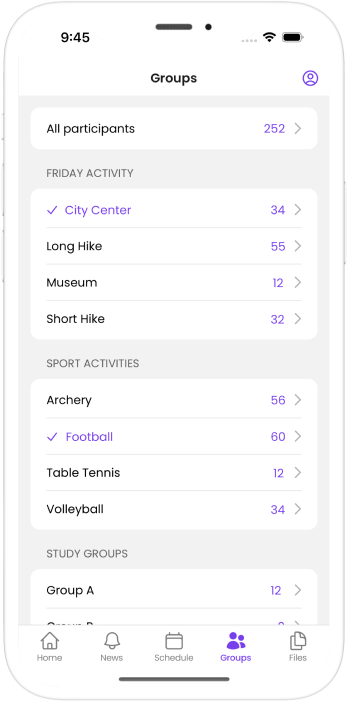 9:45
Groups
All participants 252
FRIDAY ACTIVITY
City Center 34
Long Hike 55
Museum 12
Short Hike 32
SPORT ACTIVITIES
Archery 56
Football 60
Table Tennis 12
Volleyball 34
STUDY GROUPS
Group A 12
Home News Schedule Groups Files